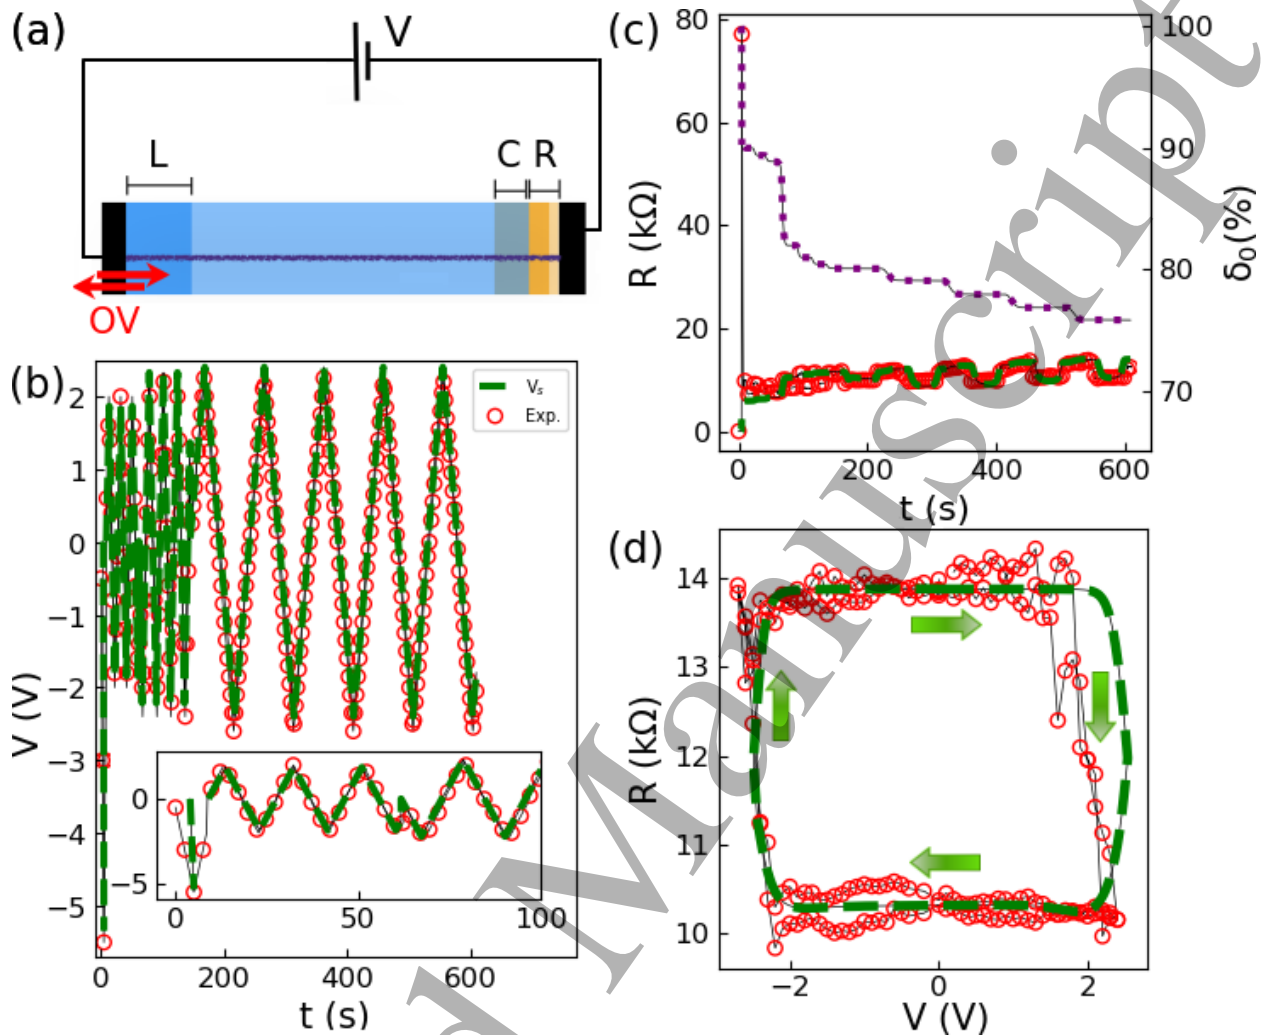 (a)
V
L
C R
OV
(b)
V (V)
2
1
0
−1
−2
−3
−4
−5
Vs
Exp.
0
−5
0 50 100
0 200 400 600
t (s)
(c)
R (kΩ)
80
60
40
20
0
100
90
80
70
δ0(%)
0 200 400 600
t (s)
(d)
R (kΩ)
14
13
12
11
10
−2 0 2
V (V)
d Manuscript